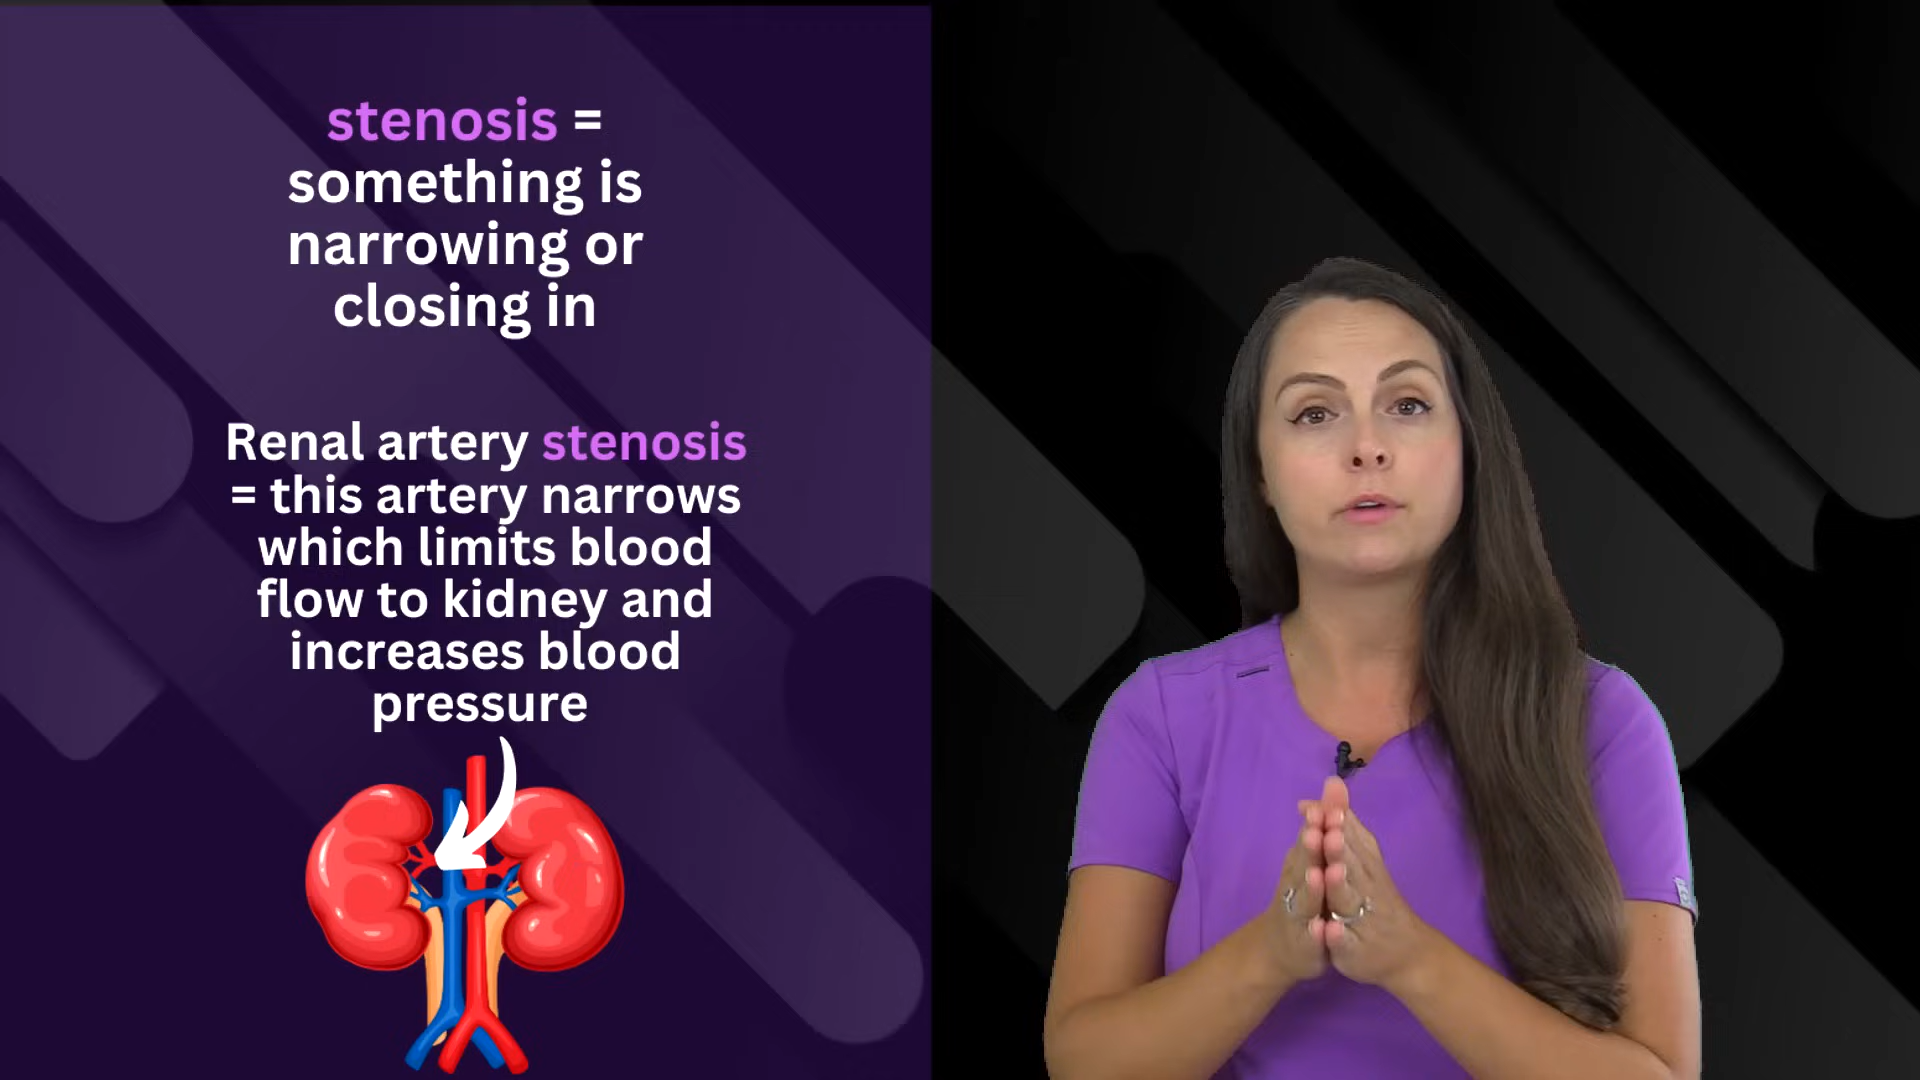 stenosis =
something is
narrowing or
closing in
Renal artery stenosis
= this artery narrows
which limits blood
flow to kidney and
increases blood
pressure